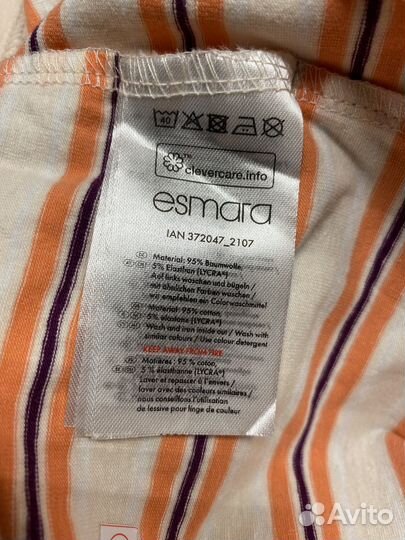 40
clevercare.info
esmara
IAN 372047_2107
Material: 95% Baumwolle,
5% Elasthan (LYCRA®)
Auf links waschen und bügeln /
mit ähnlichen Farben waschen /
wir empfehlen ein Colorwaschmittel
Material: 95% cotton,
5% elastane (LYCRA®)
Wash and iron inside out / Wash with
similar colours / Use colour detergent
KEEP AWAY FROM FIRE
Matières : 95 % coton,
5 % élasthanne (LYCRA®)
Laver et repasser à l'envers /
laver avec des couleurs similaires /
nous conseillons l'utilisation
de lessive pour linge de couleur
Avito